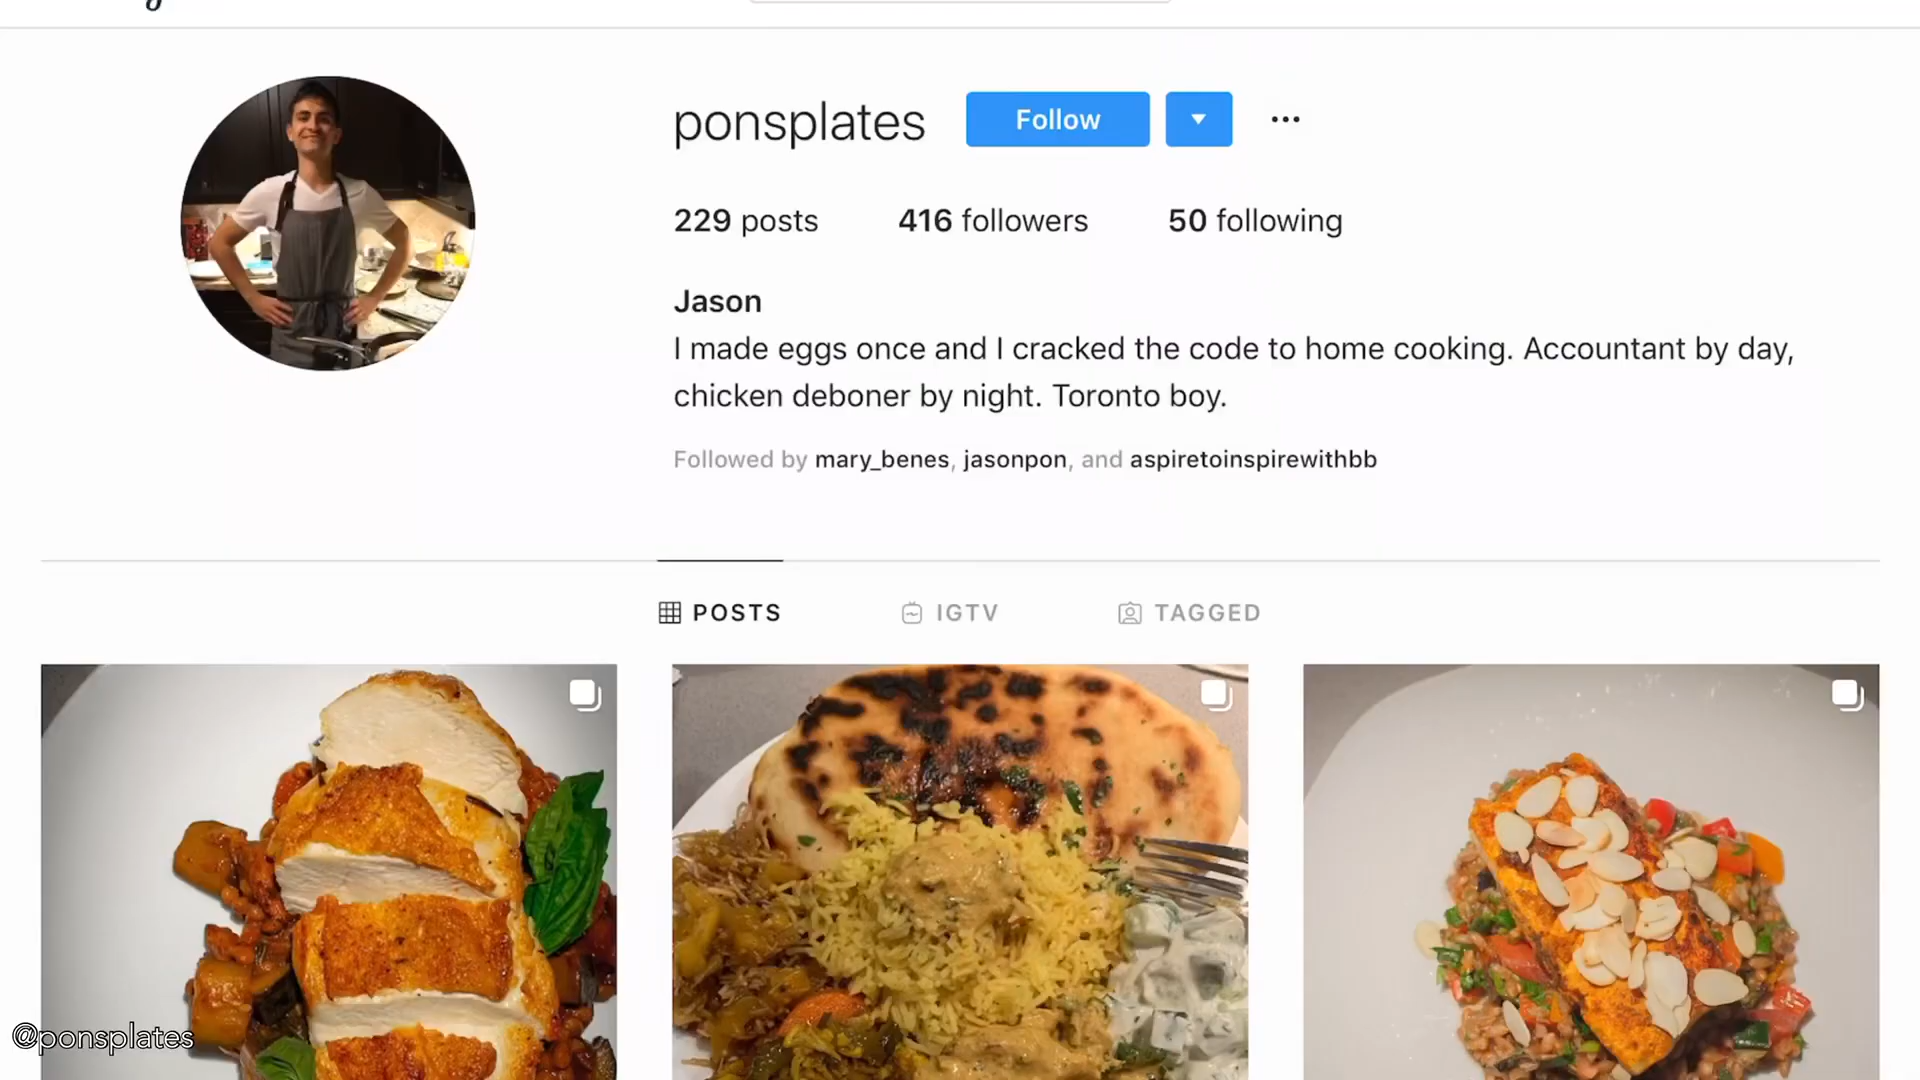 ponsplates
Follow
229 posts
416 followers
50 following
Jason
I made eggs once and I cracked the code to home cooking. Accountant by day,
chicken deboner by night. Toronto boy.
Followed by mary_benes, jasonpon, and aspiretoinspirewithbb
POSTS
IGTV
TAGGED
@ponsplates